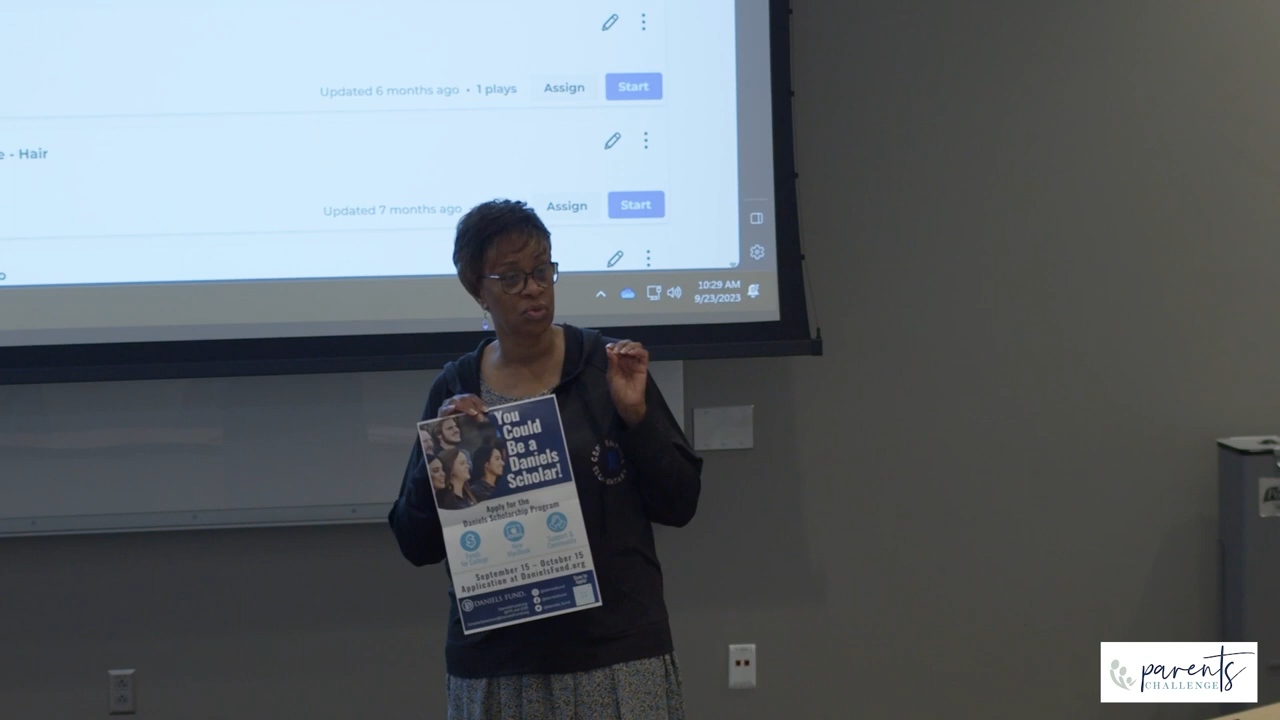 Updated 6 months ago • 1 plays Assign Start
e - Hair
Updated 7 months ago Assign Start
10:29 AM
9/23/2023
You
Could
Be a
Daniels
Scholar!
Apply for the
Daniels Scholarship Program
September 15 – October 15
Application at DanielsFund.org
DANIELS FUND
parents
CHALLENGE